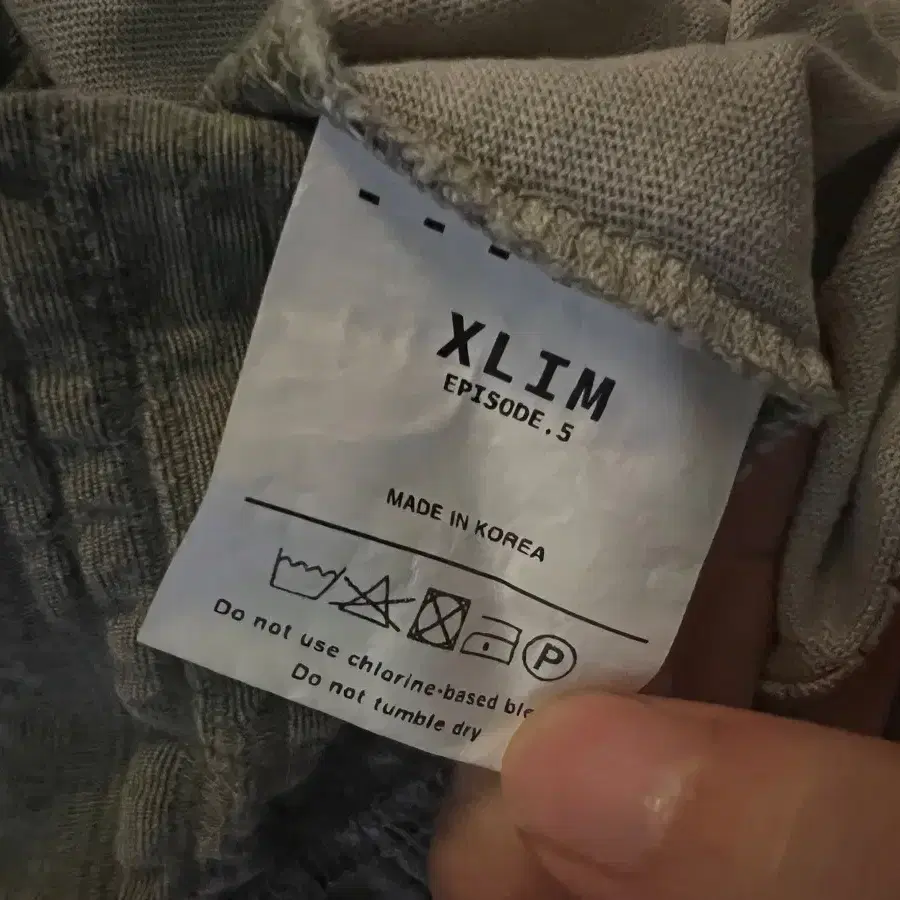 XLIM
EPISODE.5
MADE IN KOREA
P
Do not use chlorine-based
Do not tumble dry